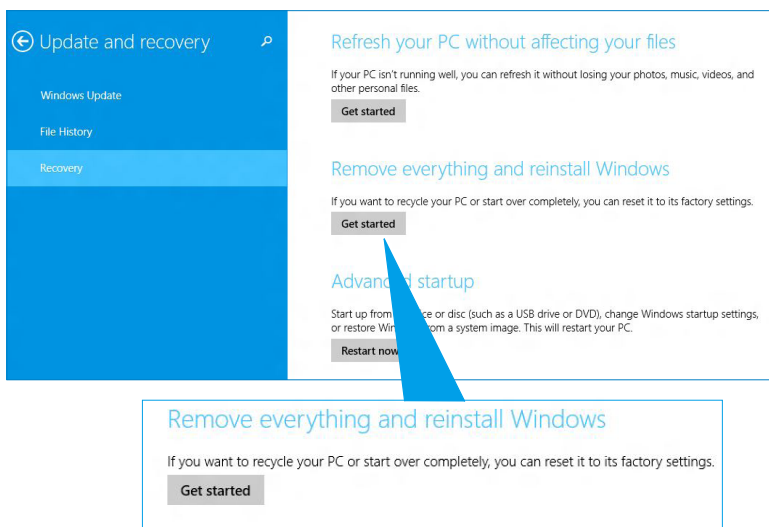 Update and recovery
Windows Update
File History
Recovery
Refresh your PC without affecting your files
If your PC isn't running well, you can refresh it without losing your photos, music, videos, and
other personal files.
Get started
Remove everything and reinstall Windows
If you want to recycle your PC or start over completely, you can reset it to its factory settings.
Get started
Advanced startup
Start up from or disc (such as a USB drive or DVD), change Windows startup settings,
or restore from a system image. This will restart your PC.
Restart now
Remove everything and reinstall Windows
If you want to recycle your PC or start over completely, you can reset it to its factory settings.
Get started